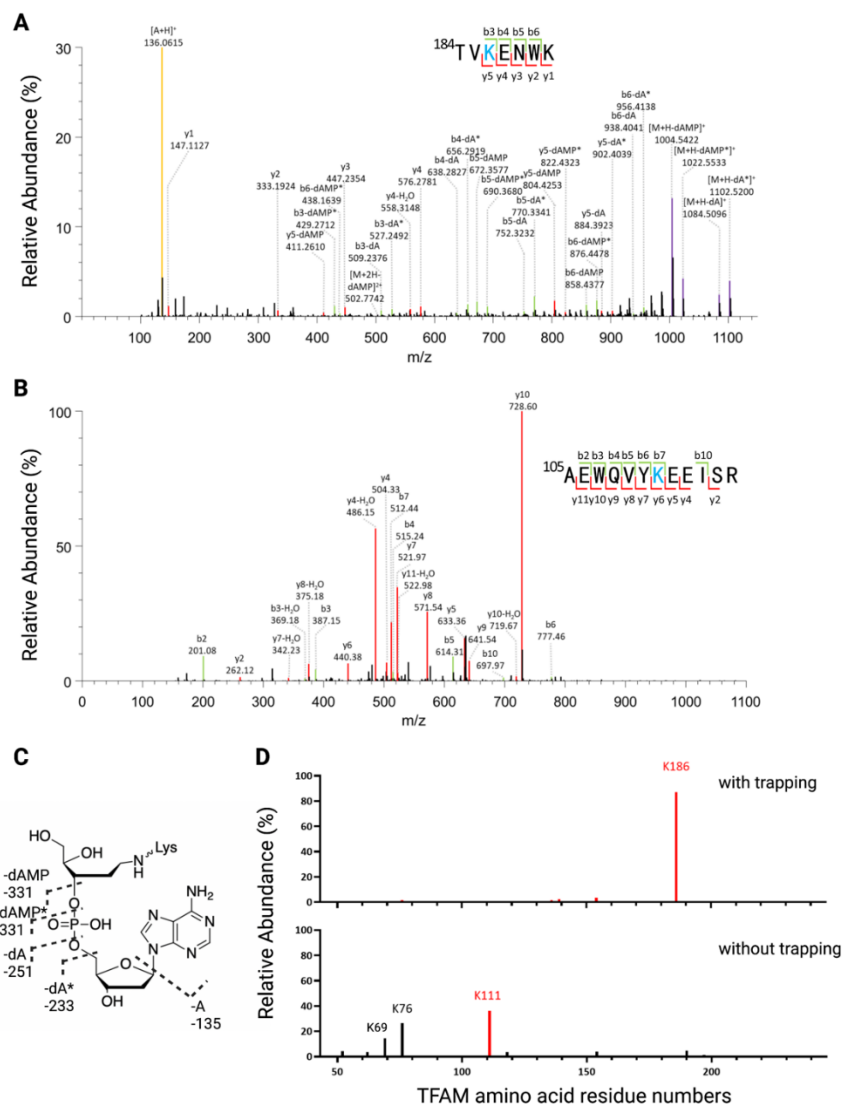 A
[A+H]⁺
136.0615
y1
147.1127
y2
333.1924
y5-dAMP
411.2610
b3-dAMP*
429.2712
b6-dAMP*
438.1639
y3
447.2354
[M+2H-
dAMP]²⁺
502.7742
b3-dA
509.2376
b3-dA*
527.2492
y4-H₂O
558.3148
y4
576.2781
b4-dA
638.2827
b4-dA*
656.2919
b5-dAMP
672.3577
b5-dAMP*
690.3680
b5-dA
752.3232
b5-dA*
770.3341
y5-dAMP
804.4253
y5-dAMP*
822.4323
b6-dAMP
858.4377
b6-dAMP*
876.4478
y5-dA
884.3923
y5-dA*
902.4039
b6-dA
938.4041
b6-dA*
956.4138
[M+H-dAMP]⁺
1004.5422
[M+H-dAMP*]⁺
1022.5533
[M+H-dA]⁺
1084.5096
[M+H-dA*]⁺
1102.5200
b3 b4 b5 b6
184 T V K E N W K
y5 y4 y3 y2 y1
Relative Abundance (%)
30
20
10
0
100 200 300 400 500 600 700 800 900 1000 1100
m/z
B
b2
201.08
y2
262.12
y7-H₂O
342.23
b3-H₂O
369.18
y8-H₂O
375.18
b3
387.15
y6
440.38
y4-H₂O
486.15
y4
504.33
b7
512.44
b4
515.24
y7
521.97
y11-H₂O
522.98
y8
571.54
b5
614.31
y5
633.36
y9
641.54
b10
697.97
y10-H₂O
719.67
y10
728.60
b6
777.46
b2 b3 b4 b5 b6 b7 b10
105 A E W Q V Y K E E I S R
y11 y10 y9 y8 y7 y6 y5 y4 y2
Relative Abundance (%)
100
50
0
0 100 200 300 400 500 600 700 800 900 1000 1100
m/z
C
HO
OH
N
H
Lys
-dAMP
-331
dAMP*
331
O
O=P-OH
O
-dA
-251
-dA*
-233
NH₂
N
N
N
N
O
OH
-A
-135
D
K186
with trapping
100
80
60
40
20
0
Relative Abundance (%)
without trapping
K69
K76
K111
100
80
60
40
20
0
50 100 150 200
TFAM amino acid residue numbers